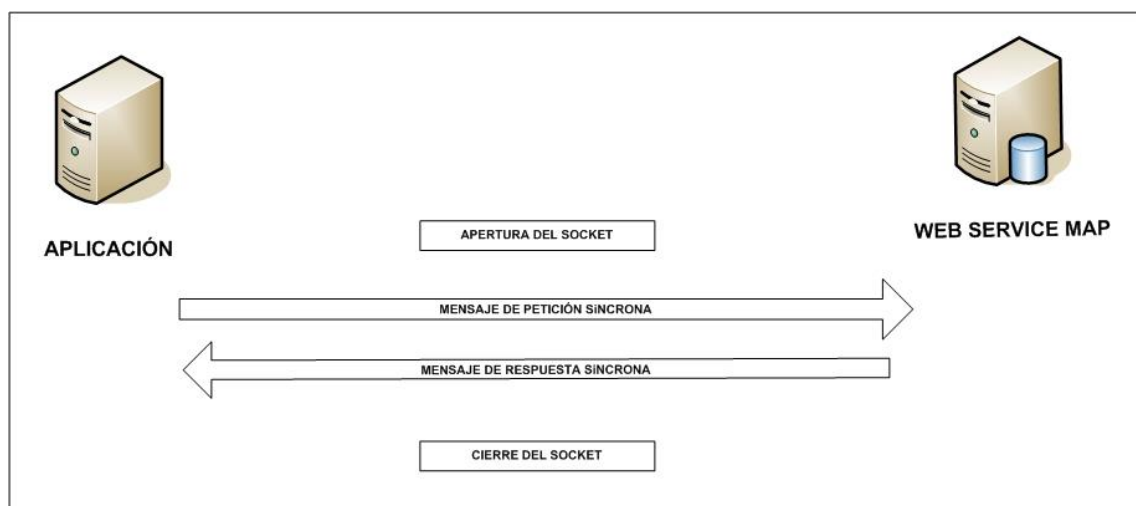 APLICACIÓN
WEB SERVICE MAP
APERTURA DEL SOCKET
MENSAJE DE PETICIÓN SíNCRONA
MENSAJE DE RESPUESTA SíNCRONA
CIERRE DEL SOCKET